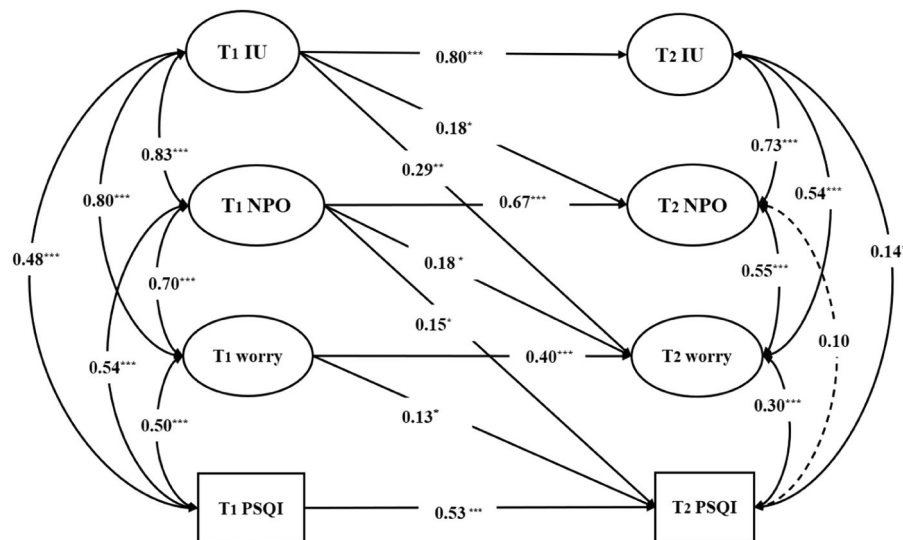 T1 IU
0.80***
T2 IU
0.18*
0.83***
0.73***
0.29**
0.80***
0.54***
T1 NPO
0.67***
T2 NPO
0.48***
0.14*
0.18*
0.70***
0.55***
0.15*
0.10
T1 worry
0.40***
T2 worry
0.54***
0.30***
0.50***
0.13*
T1 PSQI
0.53***
T2 PSQI